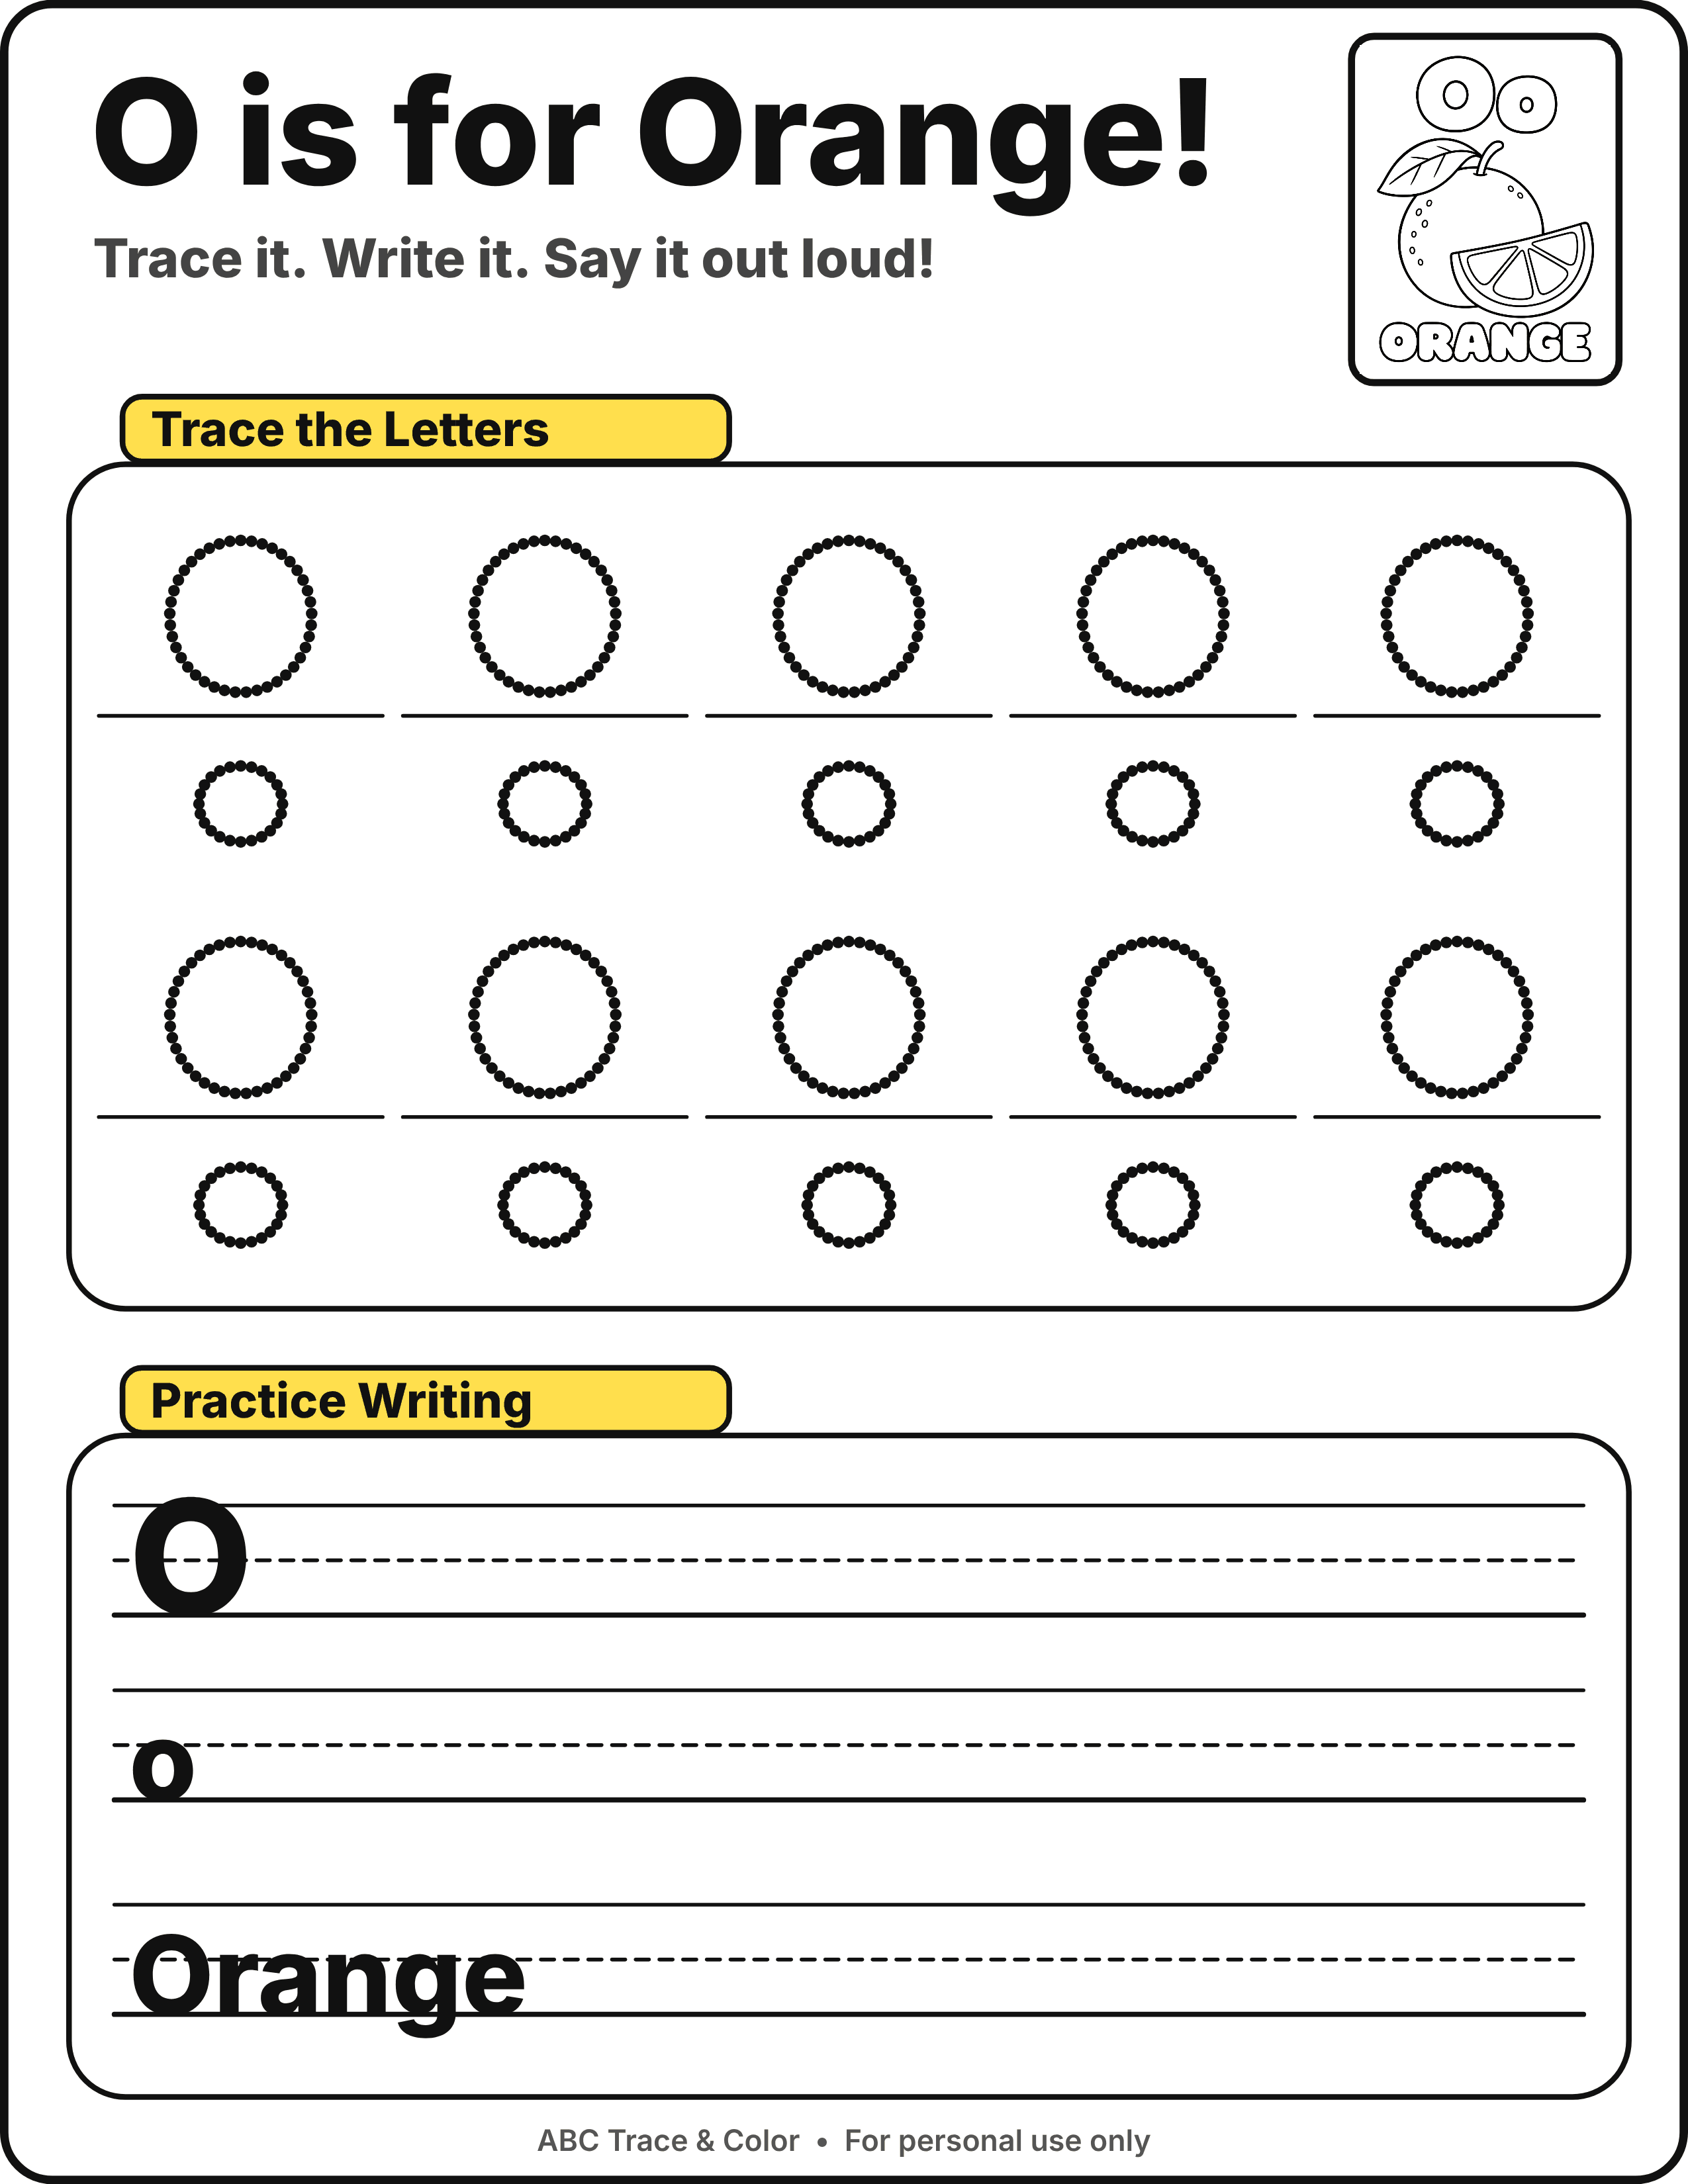 O is for Orange!
Trace it. Write it. Say it out loud!
Oo
ORANGE
Trace the Letters
O O O O O
o o o o o
O O O O O
o o o o o
Practice Writing
O
o
Orange
ABC Trace & Color • For personal use only